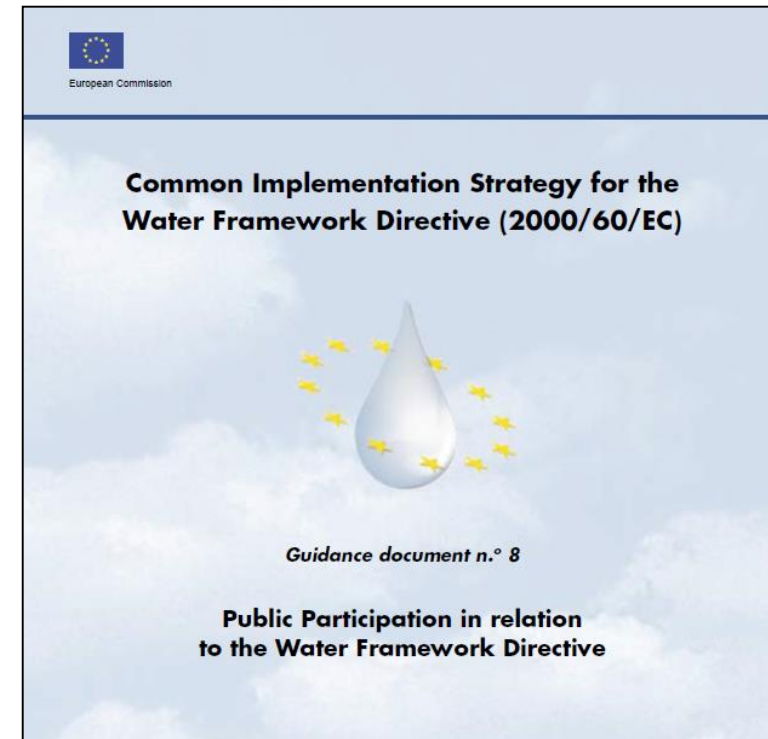 European Commission
Common Implementation Strategy for the
Water Framework Directive (2000/60/EC)
Guidance document n.º 8
Public Participation in relation
to the Water Framework Directive